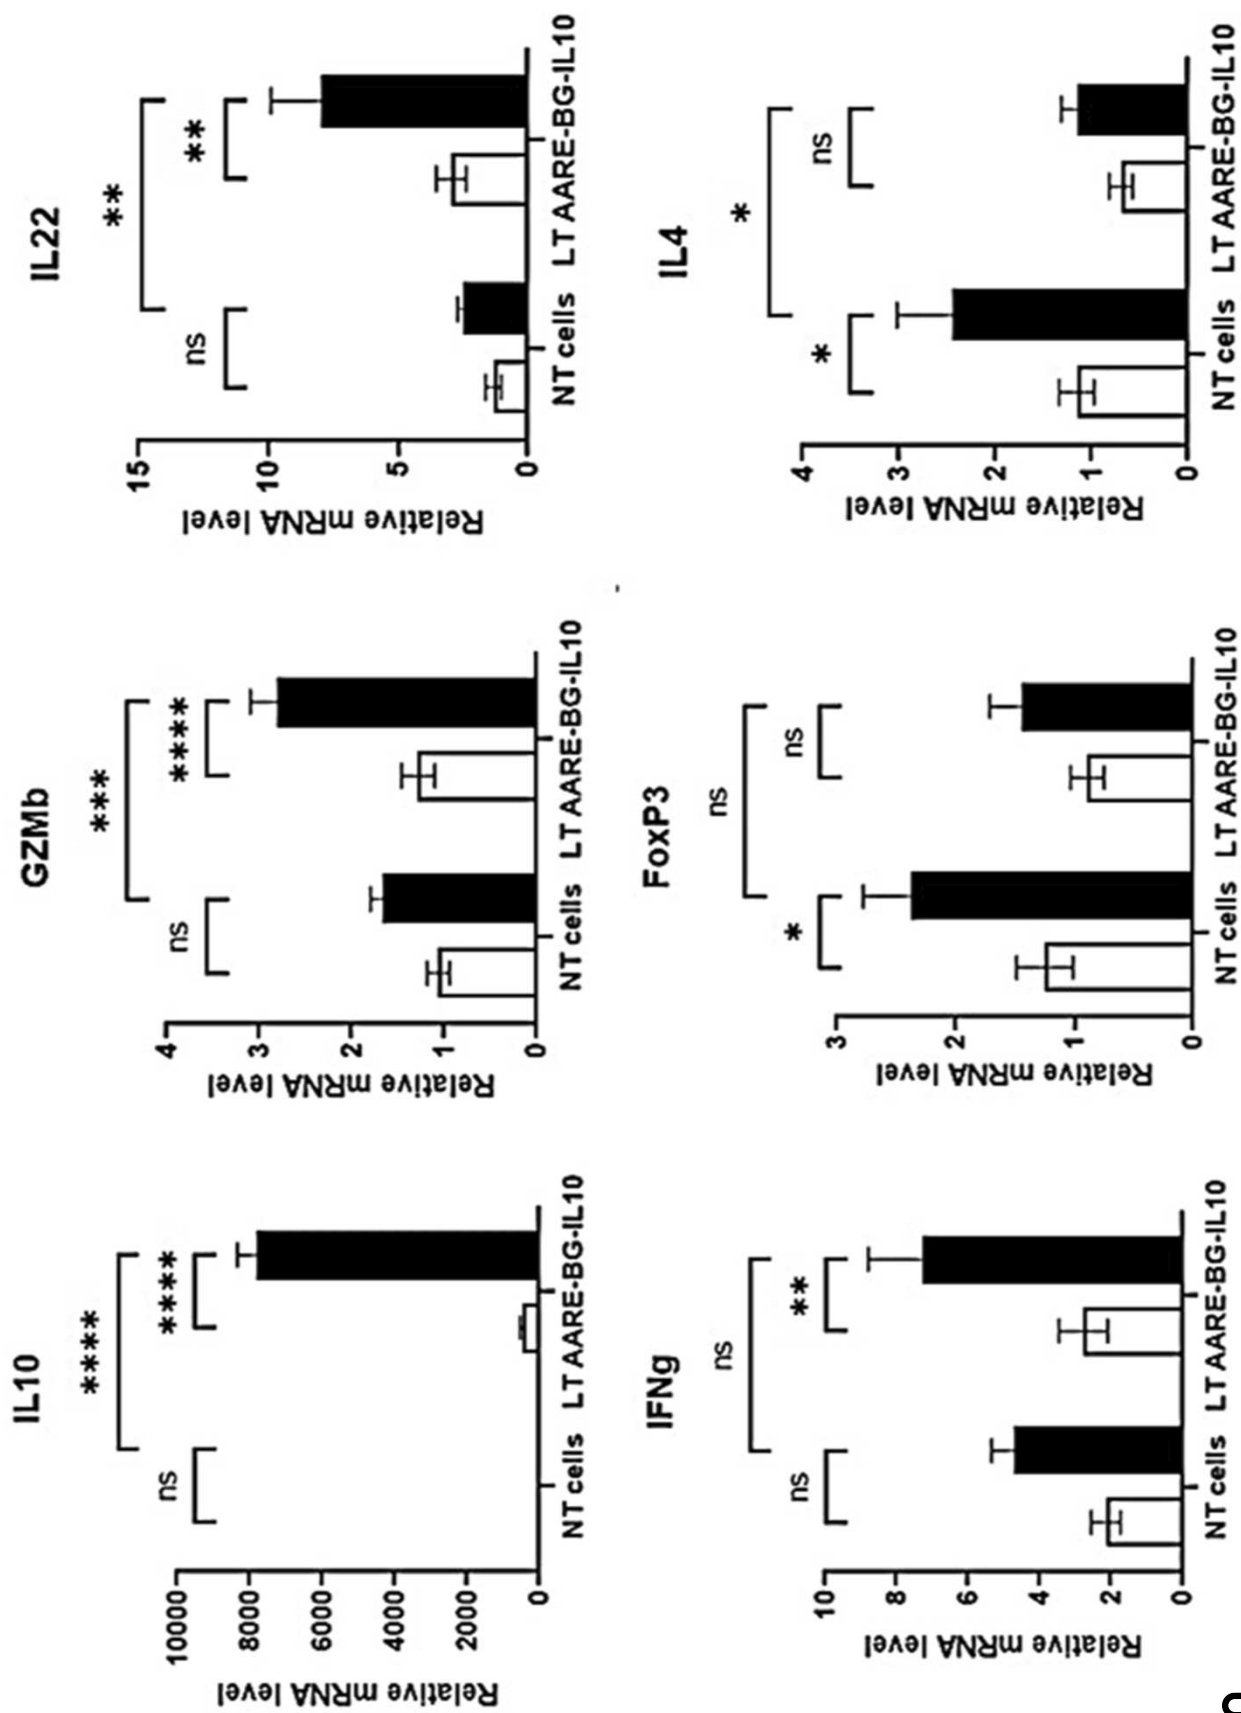 IL10
****
ns
****
Relative mRNA level
10000
8000
6000
4000
2000
0
NT cells LT AARE-BG-IL10
GZMb
***
ns
****
Relative mRNA level
4
3
2
1
0
NT cells LT AARE-BG-IL10
IL22
**
ns
**
Relative mRNA level
15
10
5
0
NT cells LT AARE-BG-IL10
IFNg
ns
ns
**
Relative mRNA level
10
8
6
4
2
0
NT cells LT AARE-BG-IL10
FoxP3
ns
*
ns
Relative mRNA level
3
2
1
0
NT cells LT AARE-BG-IL10
IL4
*
*
ns
Relative mRNA level
4
3
2
1
0
NT cells LT AARE-BG-IL10